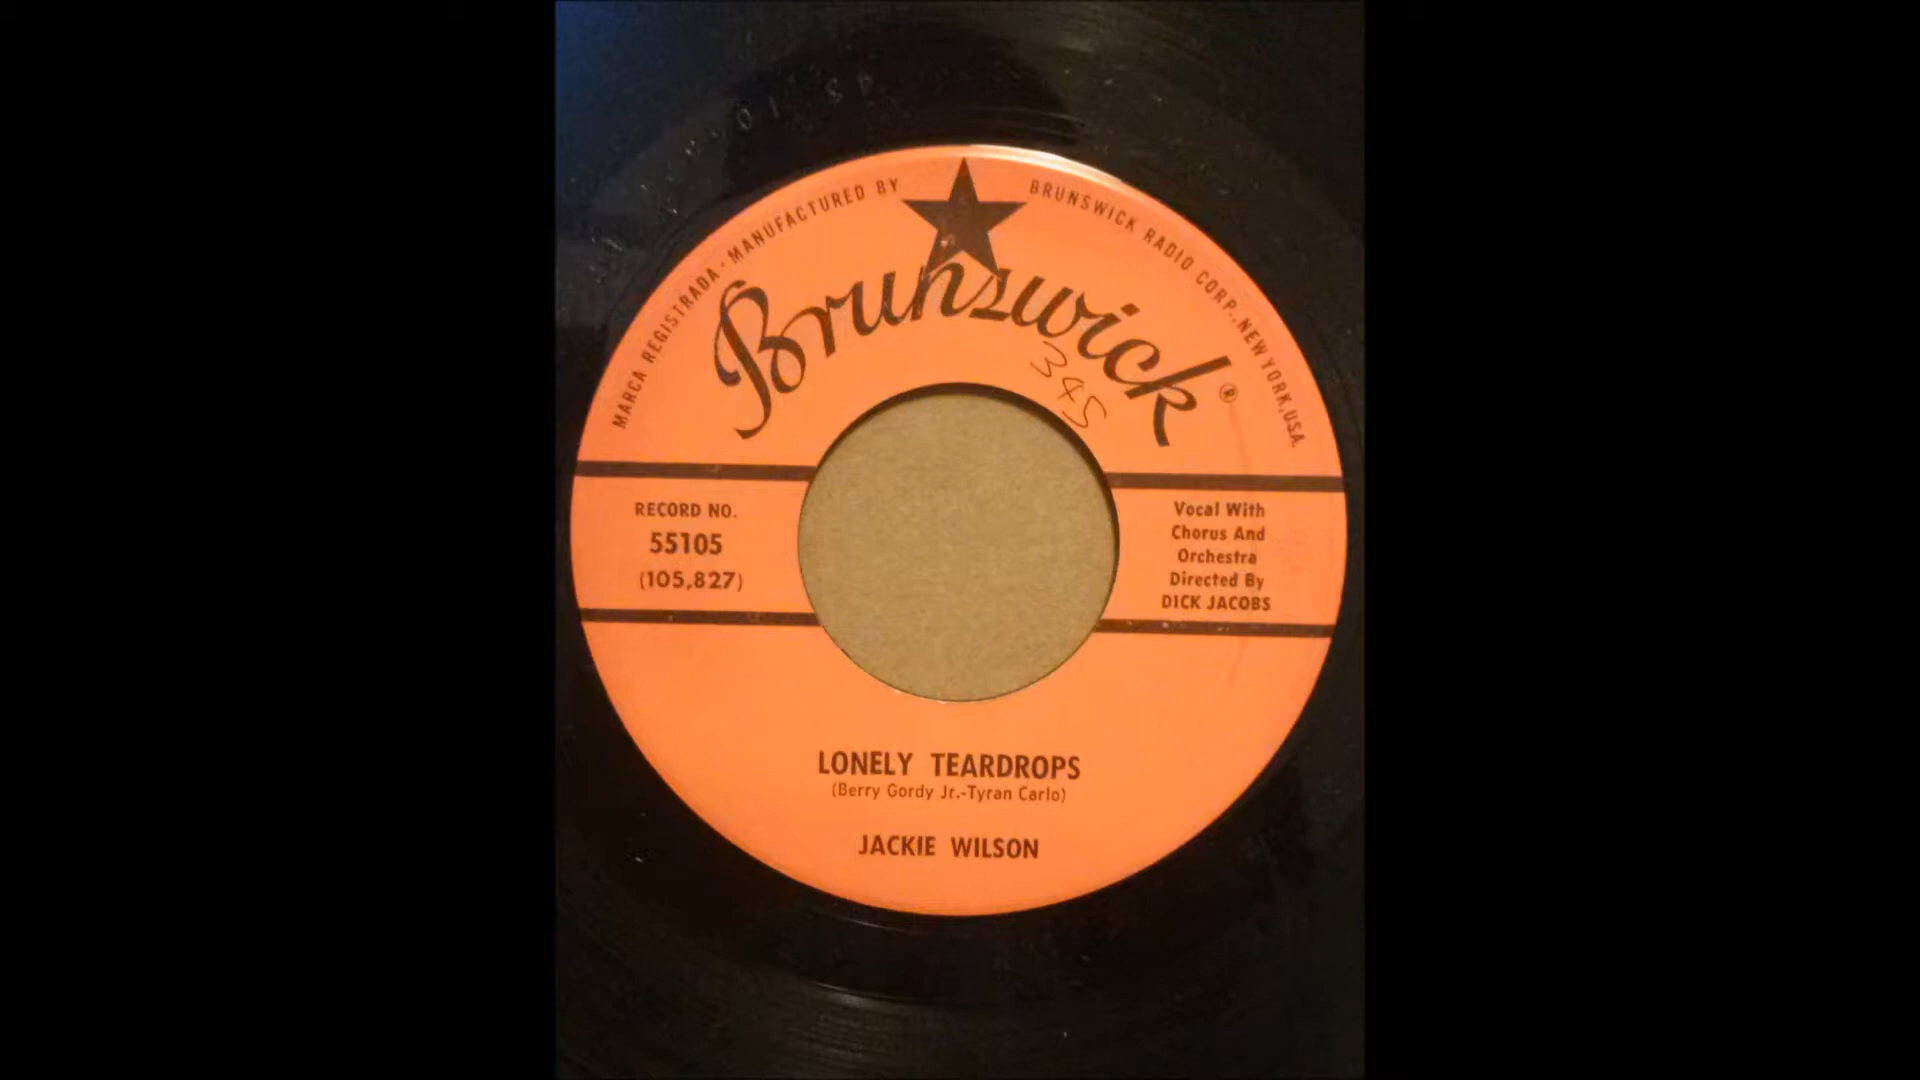 MARCA REGISTRADA · MANUFACTURED BY
BRUNSWICK RADIO CORP., NEW YORK, USA.
Brunswick ®
345
RECORD NO.
55105
(105,827)
Vocal With
Chorus And
Orchestra
Directed By
DICK JACOBS
LONELY TEARDROPS
(Berry Gordy Jr.-Tyran Carlo)
JACKIE WILSON